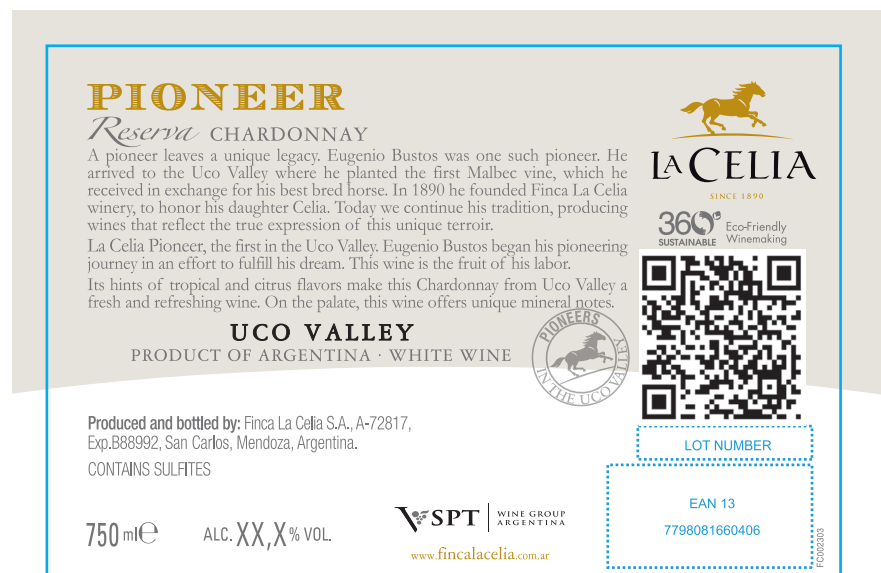 PIONEER
Reserva CHARDONNAY
A pioneer leaves a unique legacy. Eugenio Bustos was one such pioneer. He
arrived to the Uco Valley where he planted the first Malbec vine, which he
received in exchange for his best bred horse. In 1890 he founded Finca La Celia
winery, to honor his daughter Celia. Today we continue his tradition, producing
wines that reflect the true expression of this unique terroir.
La Celia Pioneer, the first in the Uco Valley. Eugenio Bustos began his pioneering
journey in an effort to fulfill his dream. This wine is the fruit of his labor.
Its hints of tropical and citrus flavors make this Chardonnay from Uco Valley a
fresh and refreshing wine. On the palate, this wine offers unique mineral notes.
UCO VALLEY
PRODUCT OF ARGENTINA · WHITE WINE
PIONEERS
IN THE UCO VALLEY
LA CELIA
SINCE 1890
360°
SUSTAINABLE
Eco-Friendly
Winemaking
Produced and bottled by: Finca La Celia S.A., A-72817,
Exp.B88992, San Carlos, Mendoza, Argentina.
CONTAINS SULFITES
750 ml℮
ALC. XX,X % VOL.
SPT
WINE GROUP
ARGENTINA
www.fincalacelia.com.ar
LOT NUMBER
EAN 13
7798081660406
FC002303